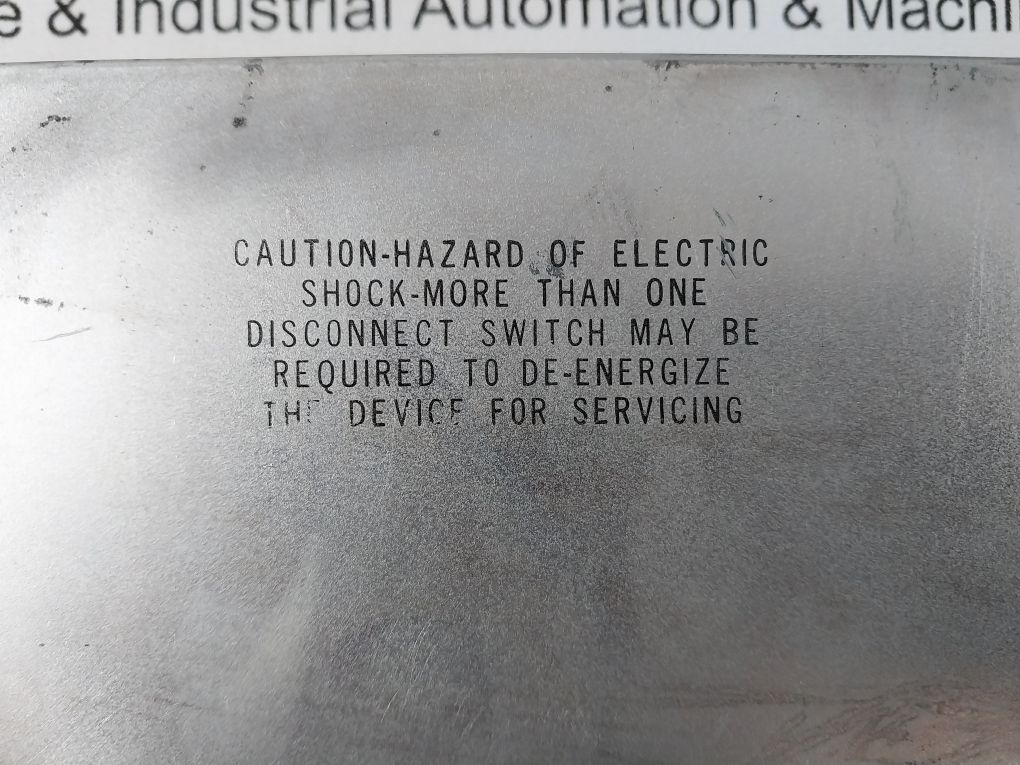 e & Industrial Automation & Machi
CAUTION-HAZARD OF ELECTRIC
SHOCK-MORE THAN ONE
DISCONNECT SWITCH MAY BE
REQUIRED TO DE-ENERGIZE
THE DEVICE FOR SERVICING